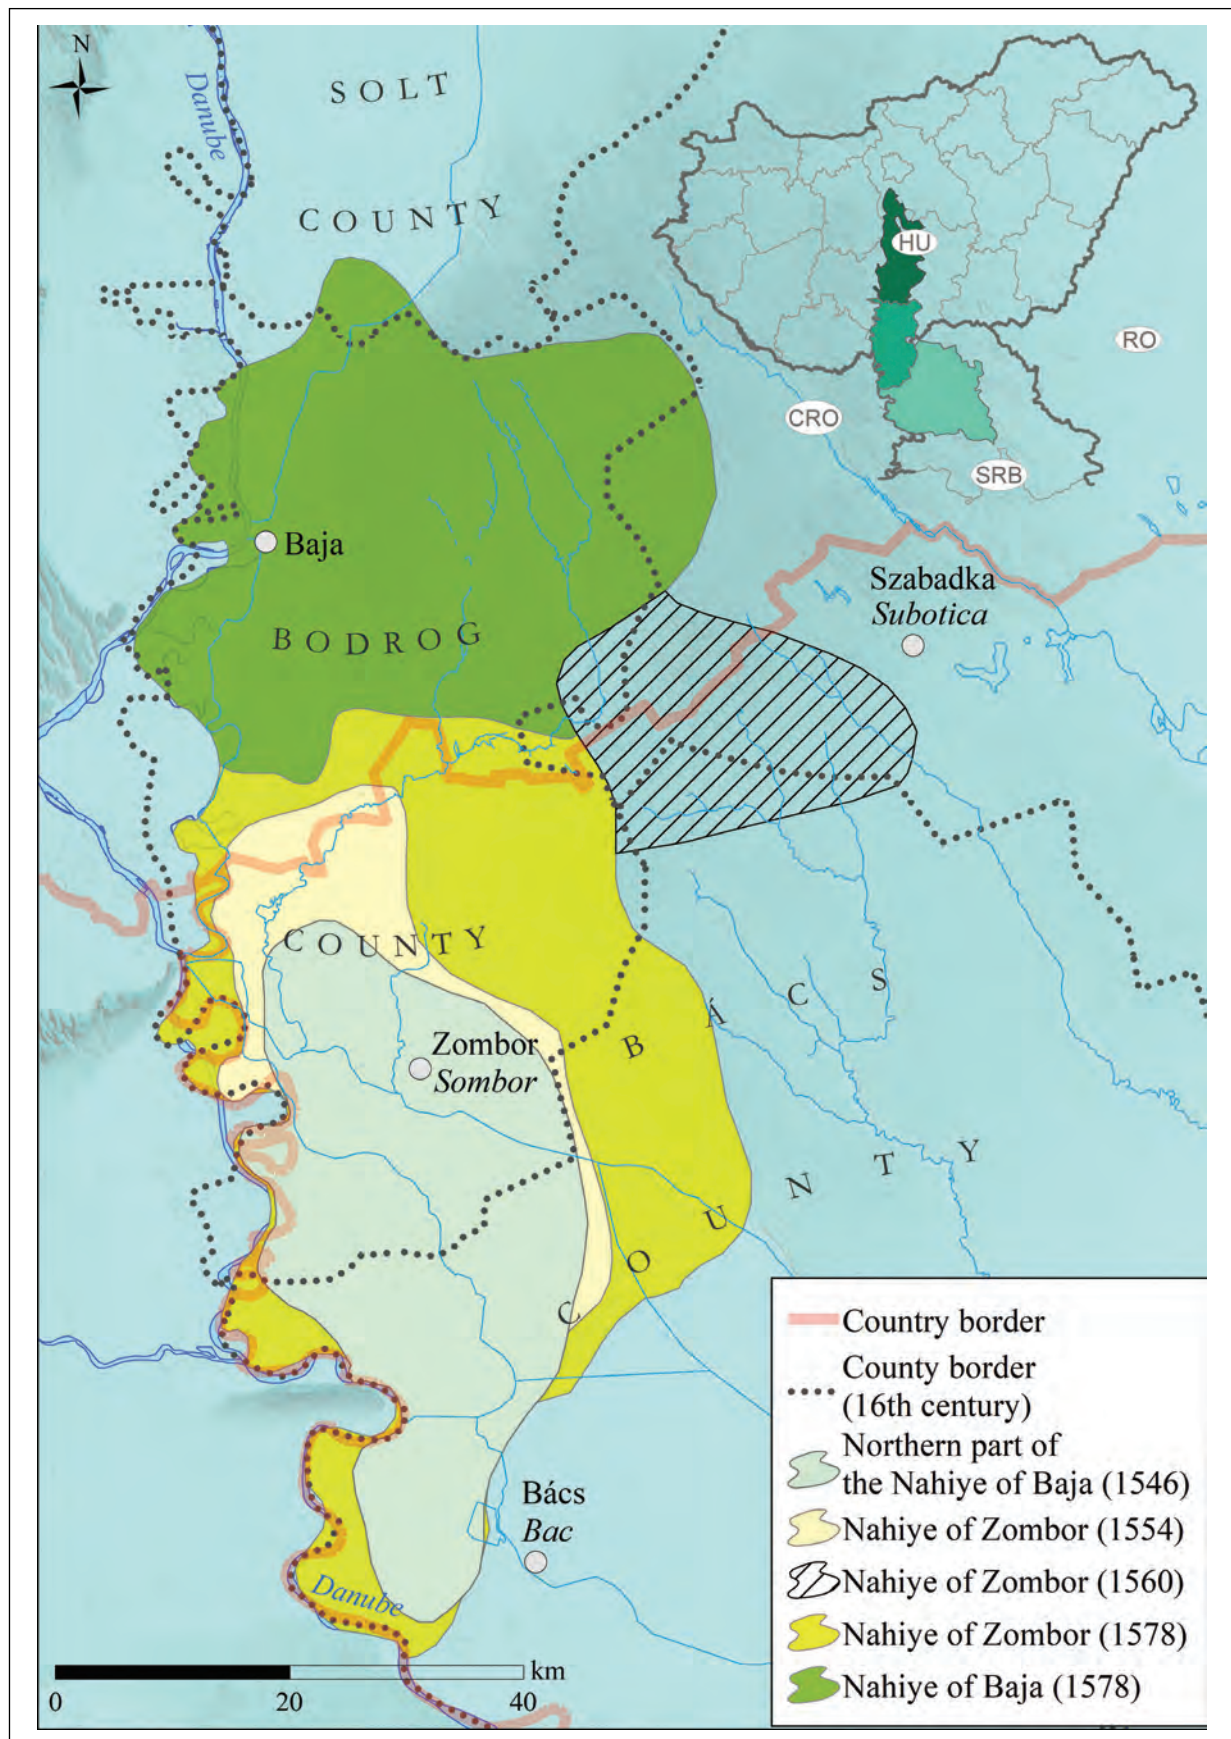 N
Danube
SOLT
COUNTY
HU
RO
CRO
SRB
Baja
Szabadka
Subotica
BODROG
COUNTY
BÁCS
COUNTY
Zombor
Sombor
Bács
Bac
Danube
km
0 20 40
Country border
County border
(16th century)
Northern part of
the Nahiye of Baja (1546)
Nahiye of Zombor (1554)
Nahiye of Zombor (1560)
Nahiye of Zombor (1578)
Nahiye of Baja (1578)